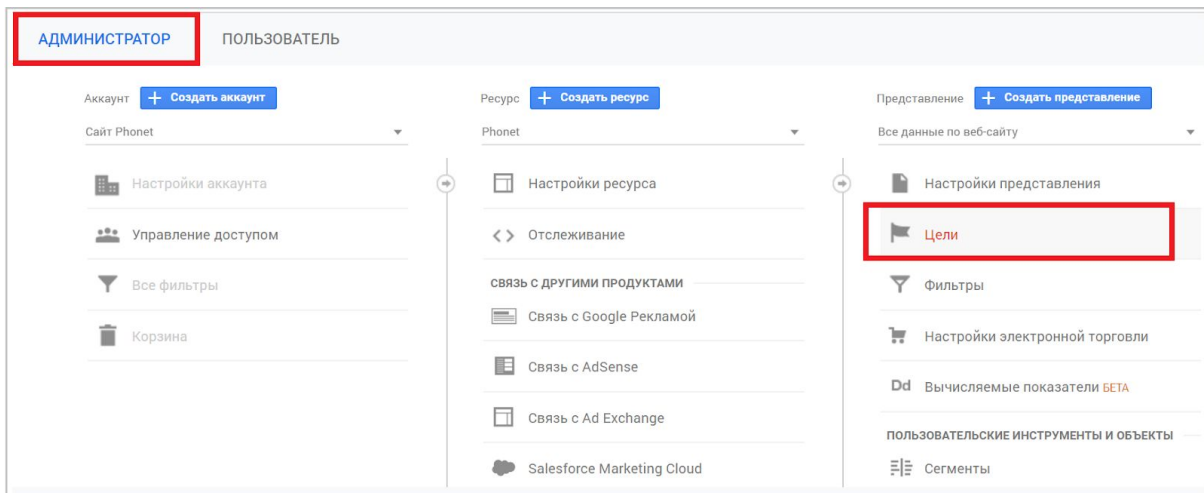 АДМИНИСТРАТОР
ПОЛЬЗОВАТЕЛЬ
Аккаунт
+ Создать аккаунт
Сайт Phonet
Настройки аккаунта
Управление доступом
Все фильтры
Корзина
Ресурс
+ Создать ресурс
Phonet
Настройки ресурса
<> Отслеживание
СВЯЗЬ С ДРУГИМИ ПРОДУКТАМИ
Связь с Google Рекламой
Связь с AdSense
Связь с Ad Exchange
Salesforce Marketing Cloud
Представление
+ Создать представление
Все данные по веб-сайту
Настройки представления
Цели
Фильтры
Настройки электронной торговли
Dd Вычисляемые показатели БЕТА
ПОЛЬЗОВАТЕЛЬСКИЕ ИНСТРУМЕНТЫ И ОБЪЕКТЫ
Сегменты